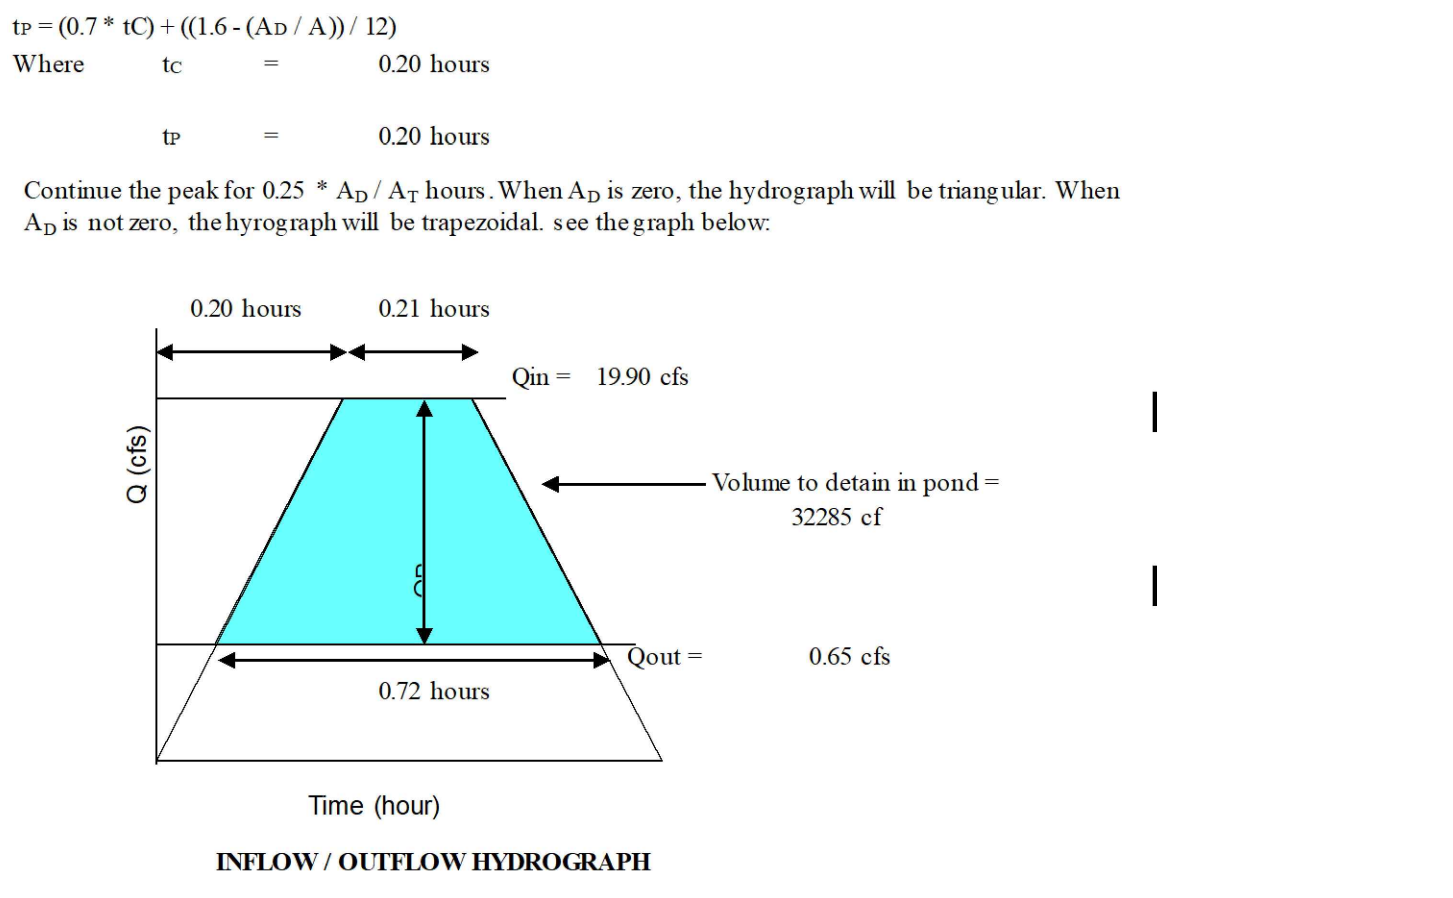 tP = (0.7 * tC) + ((1.6 - (AD / A)) / 12)
Where tC = 0.20 hours
tP = 0.20 hours
Continue the peak for 0.25 * AD / AT hours. When AD is zero, the hydrograph will be triangular. When
AD is not zero, the hyrograph will be trapezoidal. see the graph below:
0.20 hours 0.21 hours
Qin = 19.90 cfs
Q (cfs)
Volume to detain in pond =
32285 cf
Qout = 0.65 cfs
0.72 hours
Time (hour)
INFLOW / OUTFLOW HYDROGRAPH